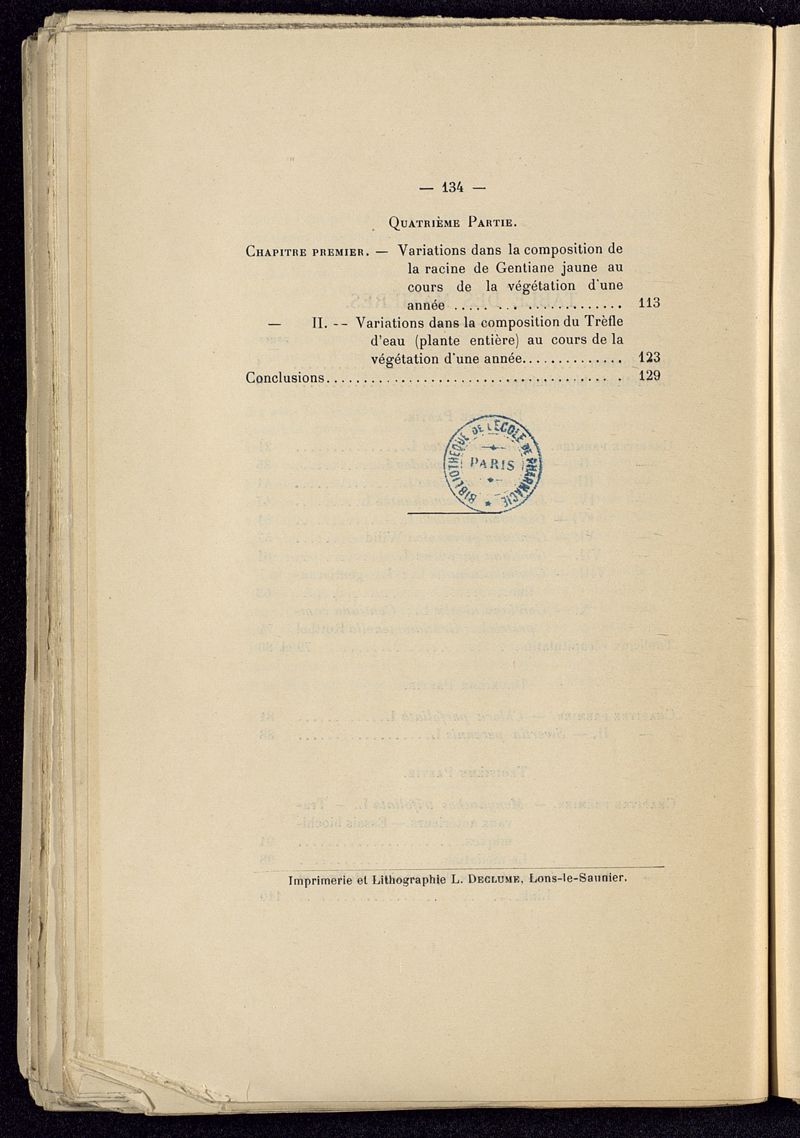 — 134 —
QUATRIÈME PARTIE.
CHAPITRE PREMIER. — Variations dans la composition de
la racine de Gentiane jaune au
cours de la végétation d'une
année ..... ... ............. 113
— II. -- Variations dans la composition du Trèfle
d'eau (plante entière) au cours de la
végétation d'une année.............. 123
Conclusions...................................... . 129
BIBLIOTHEQUE DE L'ÉCOLE DE PHARMACIE
PARIS
Imprimerie et Lithographie L. DECLUME, Lons-le-Saunier.